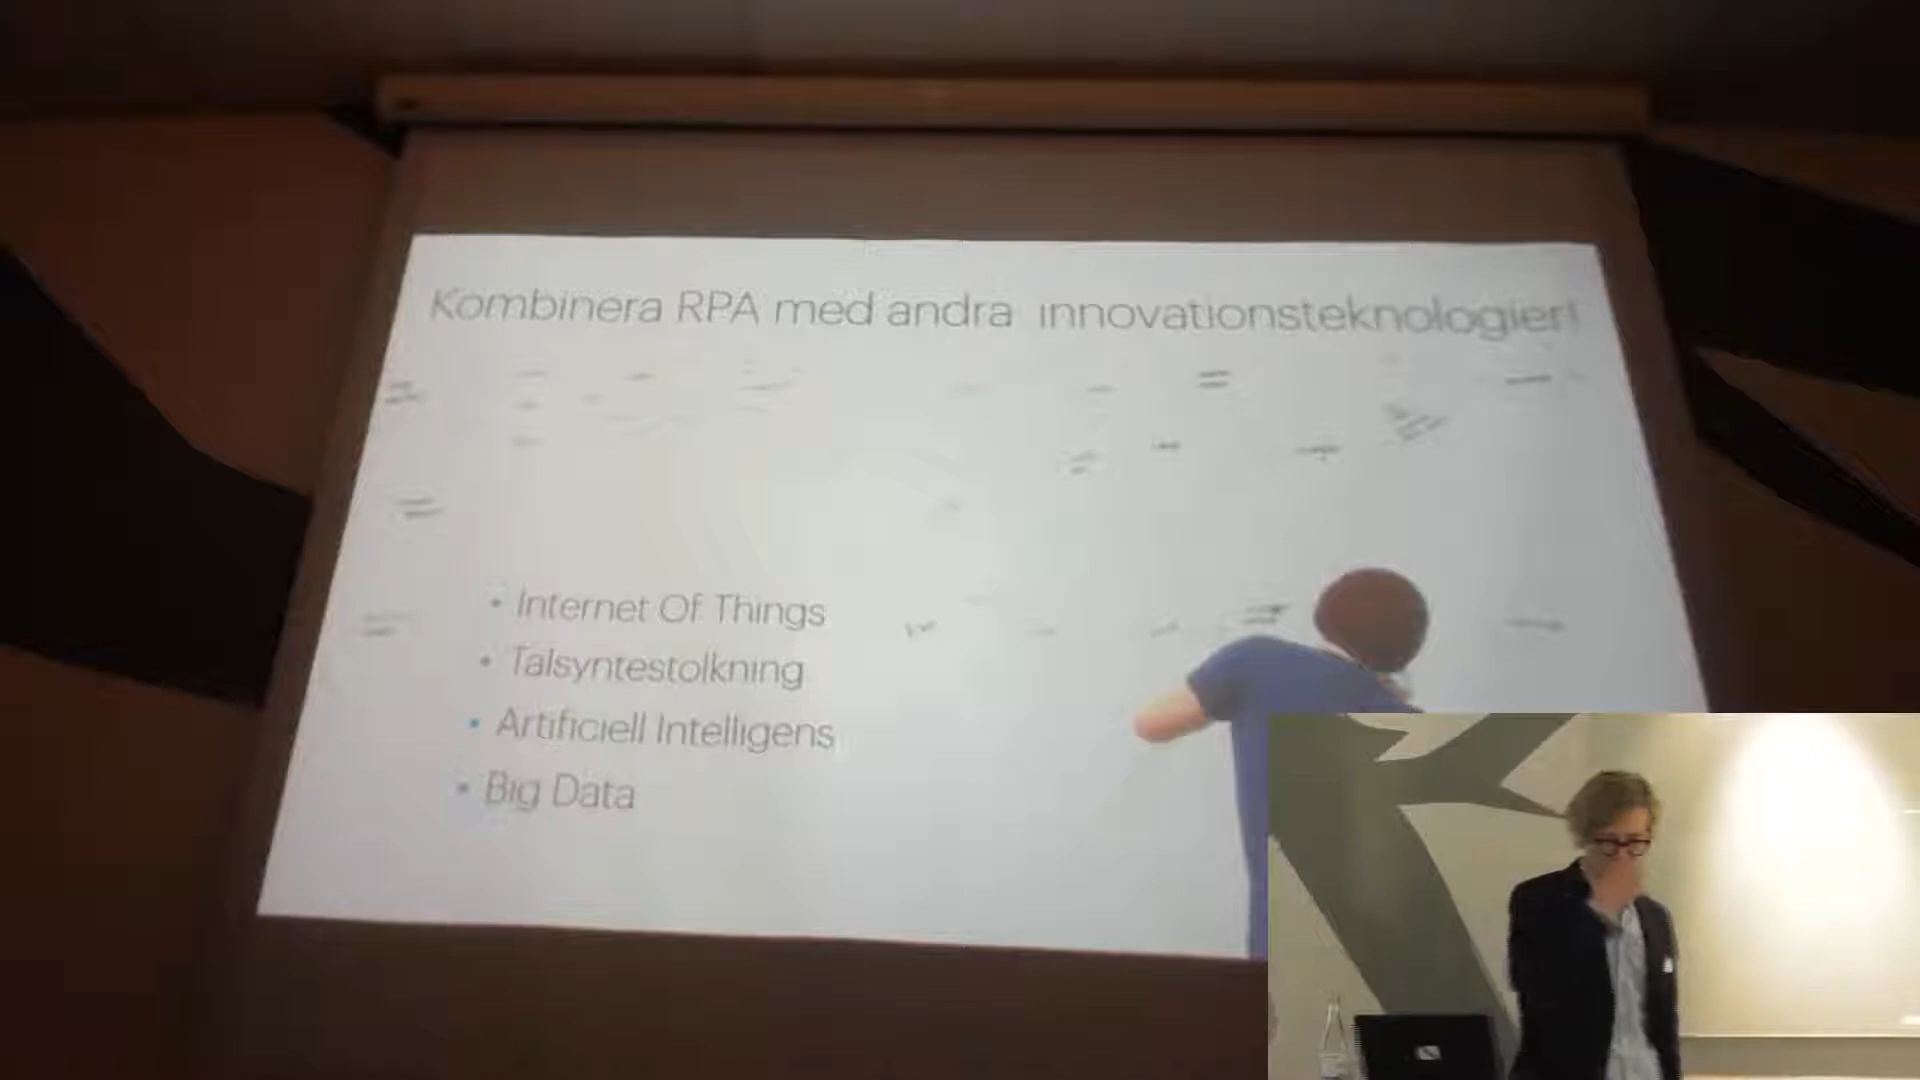 Kombinera RPA med andra innovationsteknologier!
• Internet Of Things
• Talsyntestolkning
• Artificiell Intelligens
• Big Data